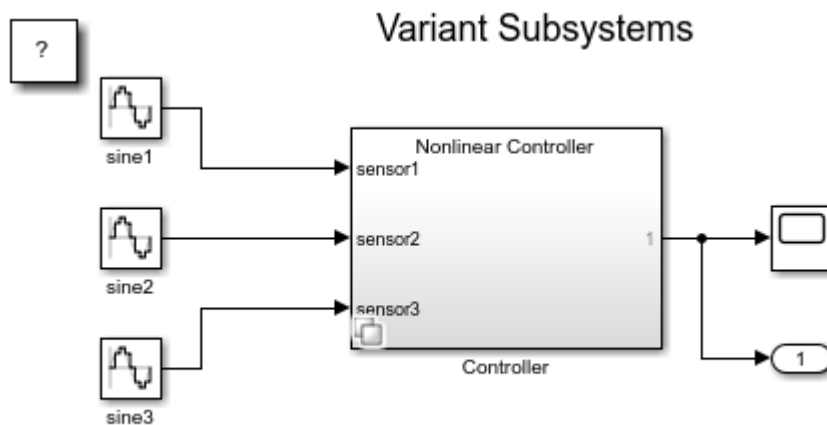 Variant Subsystems
?
sine1
Nonlinear Controller
sensor1
sensor2
1
sine2
sensor3
Controller
1
sine3